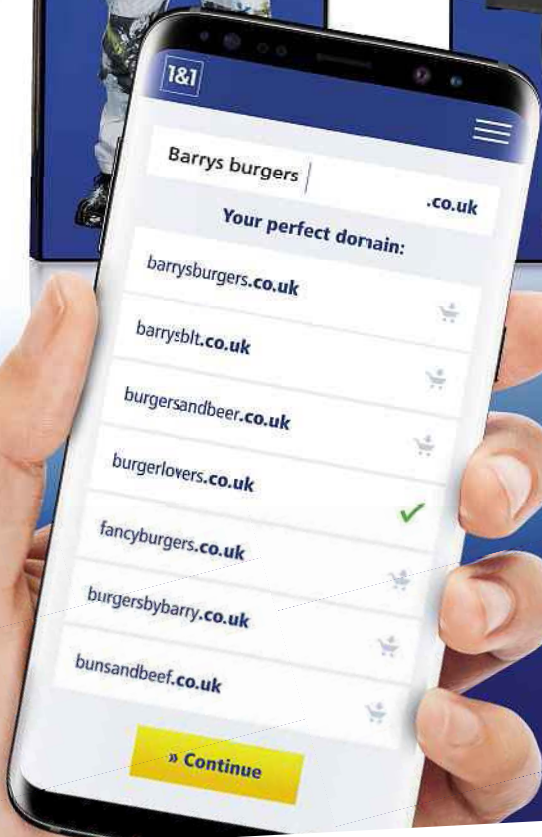 1&1
Barrys burgers
.co.uk
Your perfect domain:
barrysburgers.co.uk
barrysblt.co.uk
burgersandbeer.co.uk
burgerlovers.co.uk
fancyburgers.co.uk
burgersbybarry.co.uk
bunsandbeef.co.uk
» Continue